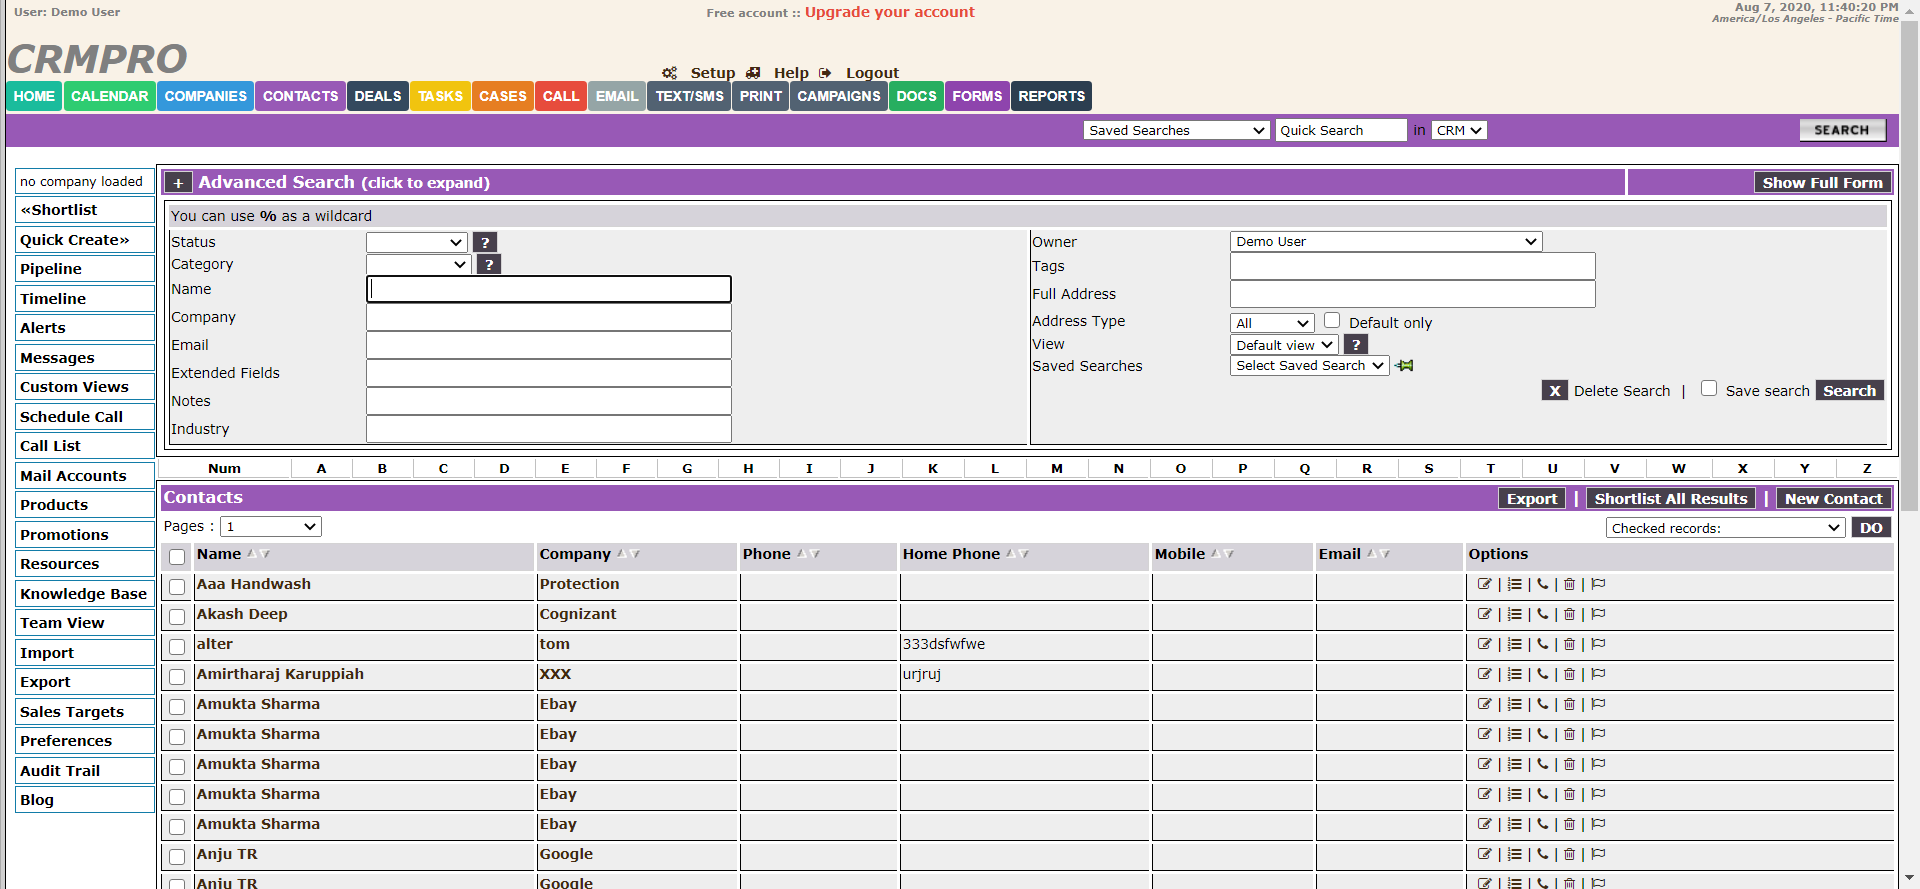 User: Demo User
Free account :: Upgrade your account
Aug 7, 2020, 11:40:20 PM
America/Los Angeles - Pacific Time
CRMPRO
Setup Help Logout
HOME CALENDAR COMPANIES CONTACTS DEALS TASKS CASES CALL EMAIL TEXT/SMS PRINT CAMPAIGNS DOCS FORMS REPORTS
Saved Searches Quick Search in CRM SEARCH
no company loaded
«Shortlist
Quick Create»
Pipeline
Timeline
Alerts
Messages
Custom Views
Schedule Call
Call List
Mail Accounts
Products
Promotions
Resources
Knowledge Base
Team View
Import
Export
Sales Targets
Preferences
Audit Trail
Blog
+ Advanced Search (click to expand) Show Full Form
You can use % as a wildcard
Status ?
Category ?
Name
Company
Email
Extended Fields
Notes
Industry
Owner Demo User
Tags
Full Address
Address Type All Default only
View Default view ?
Saved Searches Select Saved Search
X Delete Search | Save search Search
Num A B C D E F G H I J K L M N O P Q R S T U V W X Y Z
Contacts Export | Shortlist All Results | New Contact
Pages : 1 Checked records: DO
Name Company Phone Home Phone Mobile Email Options
Aaa Handwash Protection | | | |
Akash Deep Cognizant | | | |
alter tom 333dsfwfwe | | | |
Amirtharaj Karuppiah XXX urjruj | | | |
Amukta Sharma Ebay | | | |
Amukta Sharma Ebay | | | |
Amukta Sharma Ebay | | | |
Amukta Sharma Ebay | | | |
Amukta Sharma Ebay | | | |
Anju TR Google | | | |
Anju TR Google | | | |